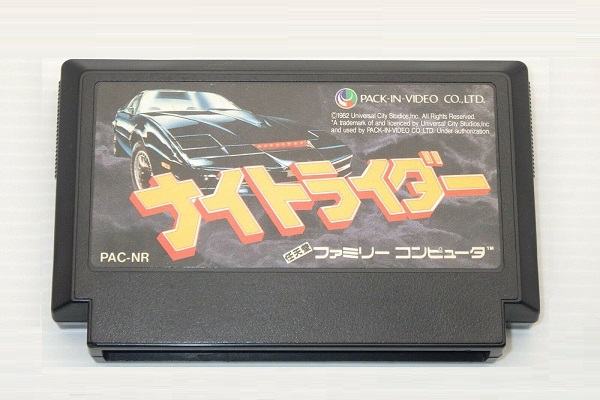 PACK-IN-VIDEO CO.,LTD.
©1982 Universal City Studios,Inc. All Rights Reserved.
*A trademark of and licenced by Universal City Studios,Inc
and used by PACK-IN-VIDEO CO.,LTD. Under authorization.
ナイトライダー
PAC-NR
任天堂 ファミリー コンピュータ™